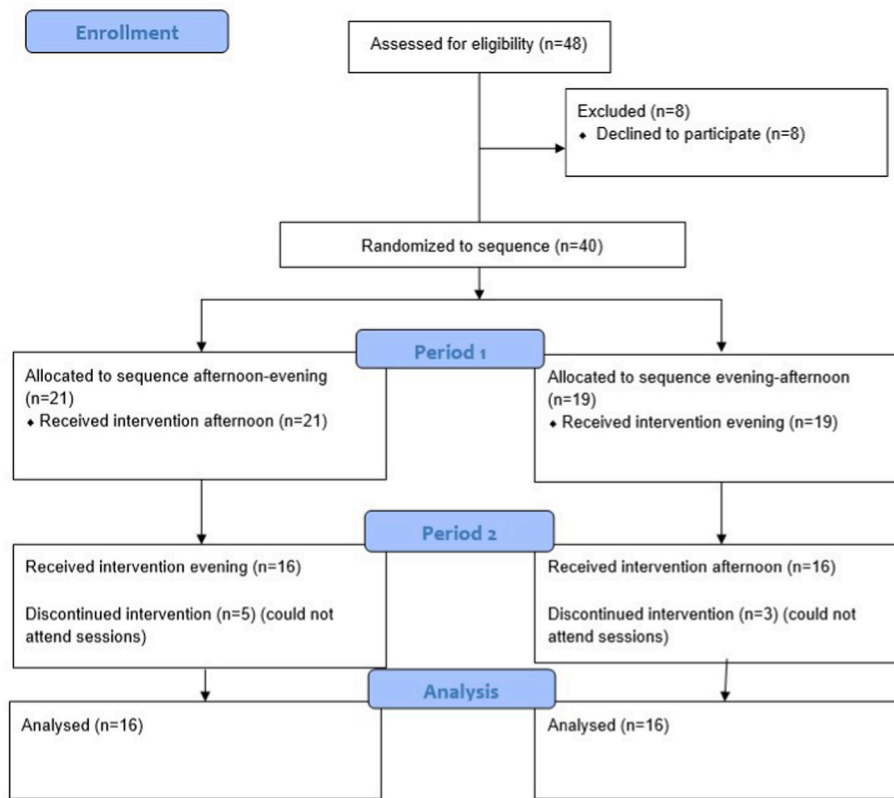 Enrollment
Assessed for eligibility (n=48)
Excluded (n=8)
⬥ Declined to participate (n=8)
Randomized to sequence (n=40)
Period 1
Allocated to sequence afternoon-evening
(n=21)
⬥ Received intervention afternoon (n=21)
Allocated to sequence evening-afternoon
(n=19)
⬥ Received intervention evening (n=19)
Period 2
Received intervention evening (n=16)
Discontinued intervention (n=5) (could not
attend sessions)
Received intervention afternoon (n=16)
Discontinued intervention (n=3) (could not
attend sessions)
Analysis
Analysed (n=16)
Analysed (n=16)